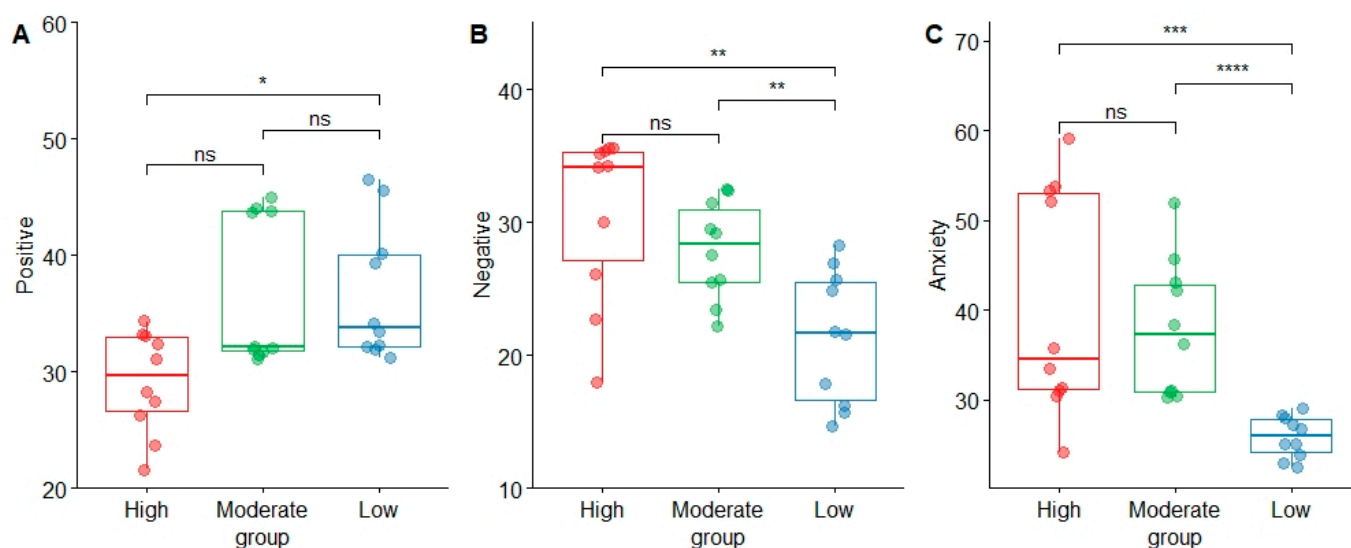 A
Positive
60
50
40
30
20
*
ns
ns
High
Moderate
Low
group
B
Negative
40
30
20
10
**
**
ns
High
Moderate
Low
group
C
Anxiety
70
60
50
40
30
***
****
ns
High
Moderate
Low
group